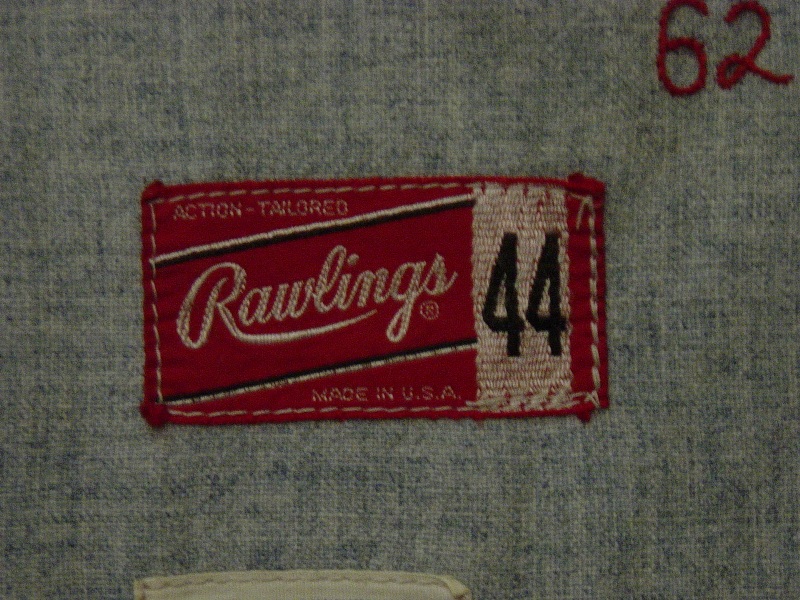 62
ACTION-TAILORED
Rawlings®
44
MADE IN U.S.A.